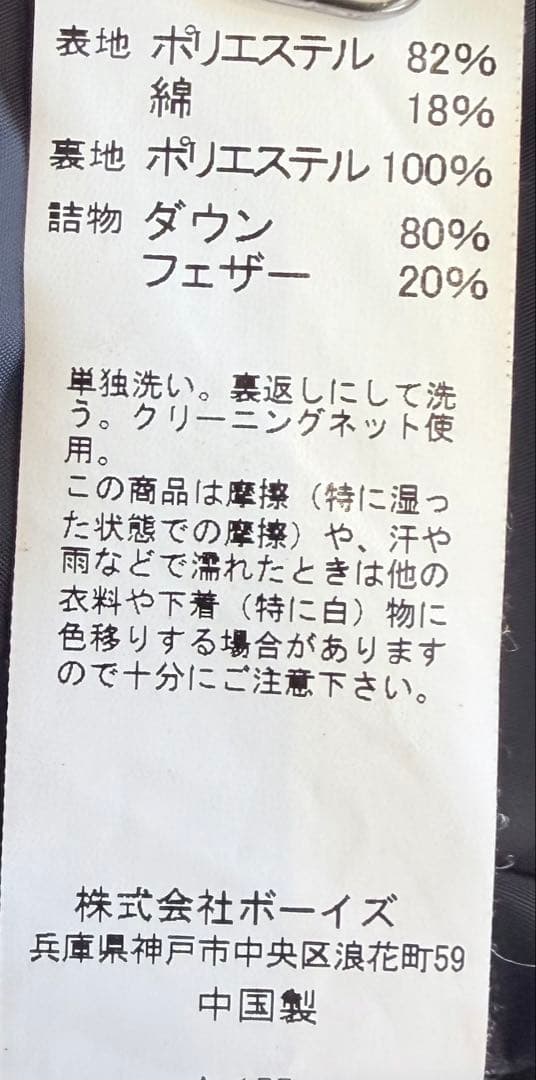 表地 ポリエステル 82%
綿 18%
裏地 ポリエステル 100%
詰物 ダウン 80%
フェザー 20%
単独洗い。裏返しにして洗
う。クリーニングネット使
用。
この商品は摩擦（特に湿っ
た状態での摩擦）や、汗や
雨などで濡れたときは他の
衣料や下着（特に白）物に
色移りする場合があります
ので十分にご注意下さい。
株式会社ボーイズ
兵庫県神戸市中央区浪花町59
中国製